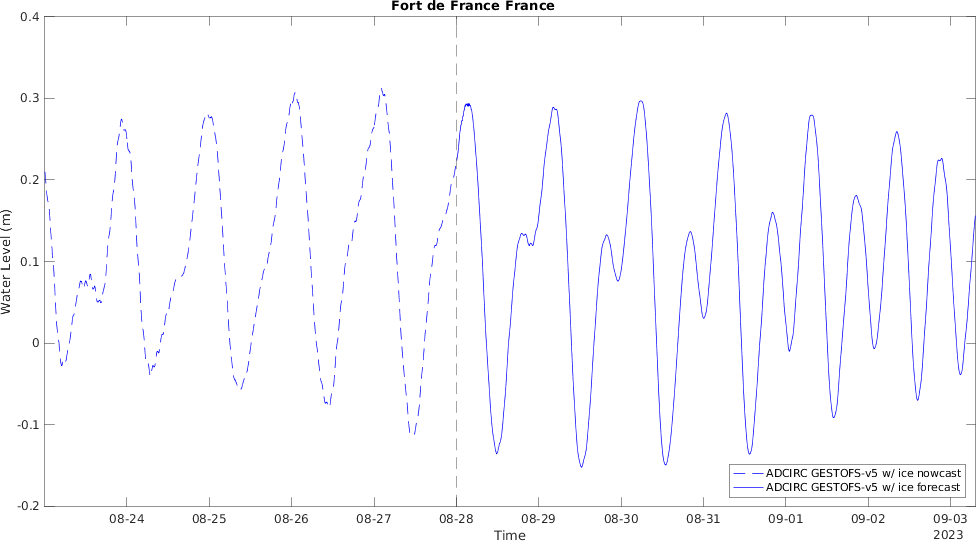 Fort de France France
0.4
0.3
0.2
0.1
0
-0.1
-0.2
Water Level (m)
ADCIRC GESTOFS-v5 w/ ice nowcast
ADCIRC GESTOFS-v5 w/ ice forecast
08-24 08-25 08-26 08-27 08-28 08-29 08-30 08-31 09-01 09-02 09-03
Time
2023